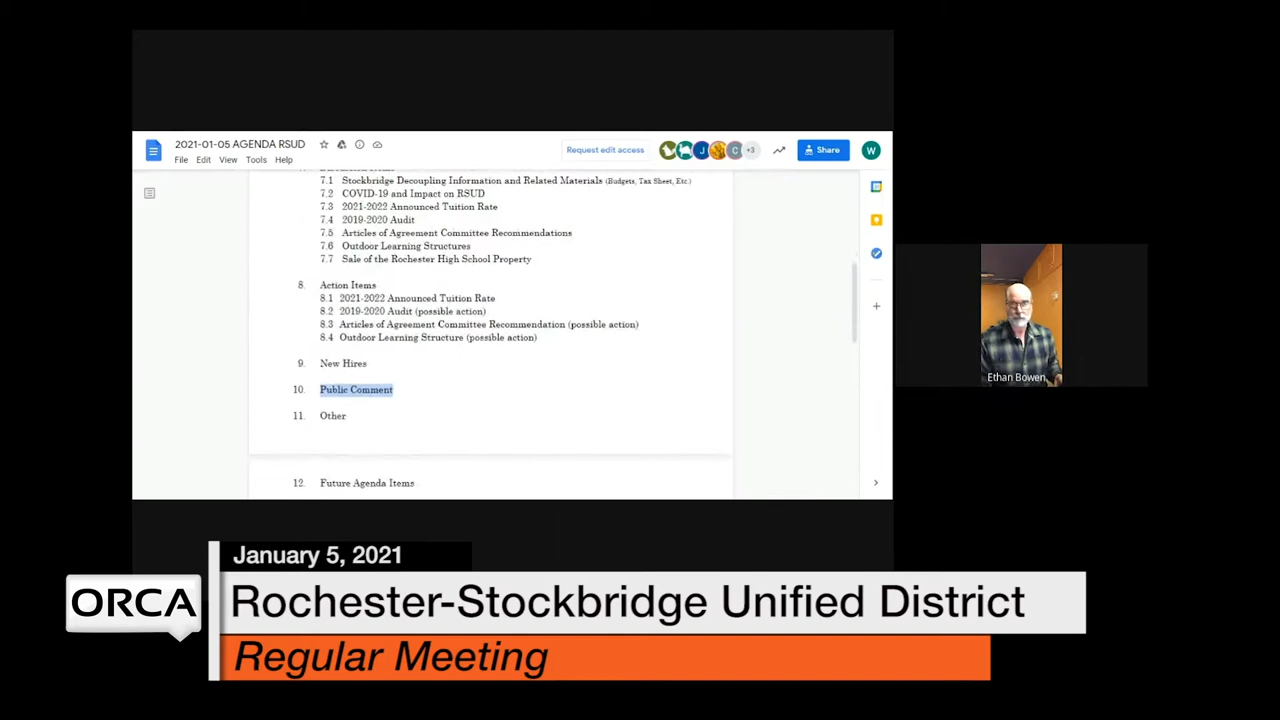 2021-01-05 AGENDA RSUD
File Edit View Tools Help
Request edit access
J
C
+3
Share
W
7.1 Stockbridge Decoupling Information and Related Materials (Budgets, Tax Sheet, Etc.)
7.2 COVID-19 and Impact on RSUD
7.3 2021-2022 Announced Tuition Rate
7.4 2019-2020 Audit
7.5 Articles of Agreement Committee Recommendations
7.6 Outdoor Learning Structures
7.7 Sale of the Rochester High School Property
8. Action Items
8.1 2021-2022 Announced Tuition Rate
8.2 2019-2020 Audit (possible action)
8.3 Articles of Agreement Committee Recommendation (possible action)
8.4 Outdoor Learning Structure (possible action)
9. New Hires
10. Public Comment
11. Other
12. Future Agenda Items
Ethan Bowen
January 5, 2021
ORCA
Rochester-Stockbridge Unified District
Regular Meeting